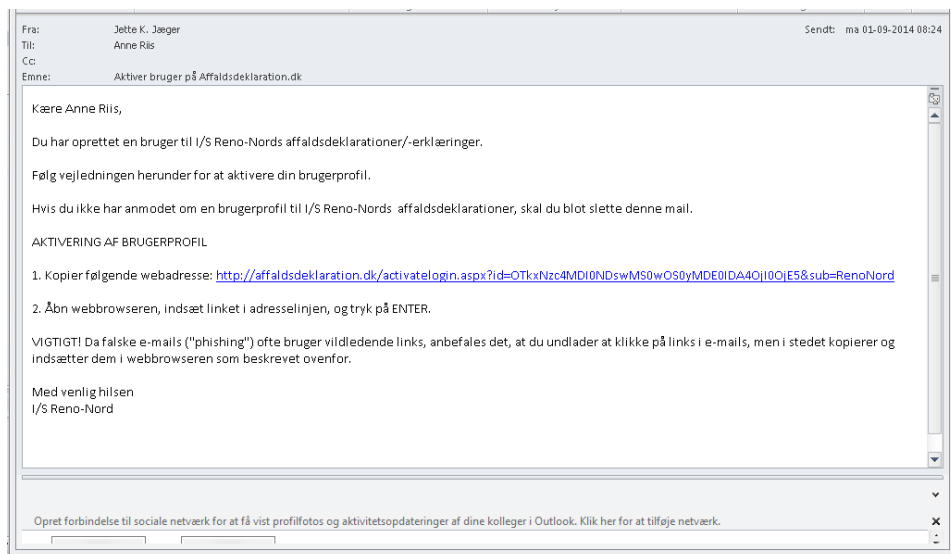 Fra: Jette K. Jæger Sendt: ma 01-09-2014 08:24
Til: Anne Riis
Cc:
Emne: Aktiver bruger på Affaldsdeklaration.dk
Kære Anne Riis,
Du har oprettet en bruger til I/S Reno-Nords affaldsdeklarationer/-erklæringer.
Følg vejledningen herunder for at aktivere din brugerprofil.
Hvis du ikke har anmodet om en brugerprofil til I/S Reno-Nords affaldsdeklarationer, skal du blot slette denne mail.
AKTIVERING AF BRUGERPROFIL
1. Kopier følgende webadresse: http://affaldsdeklaration.dk/activatelogin.aspx?id=OTkxNzc4MDI0NDswMS0wOS0yMDE0IDA4OjI0OjE5&sub=RenoNord
2. Åbn webbrowseren, indsæt linket i adresselinjen, og tryk på ENTER.
VIGTIGT! Da falske e-mails ("phishing") ofte bruger vildledende links, anbefales det, at du undlader at klikke på links i e-mails, men i stedet kopierer og
indsætter dem i webbrowseren som beskrevet ovenfor.
Med venlig hilsen
I/S Reno-Nord
Opret forbindelse til sociale netværk for at få vist profilfotos og aktivitetsopdateringer af dine kolleger i Outlook. Klik her for at tilføje netværk.